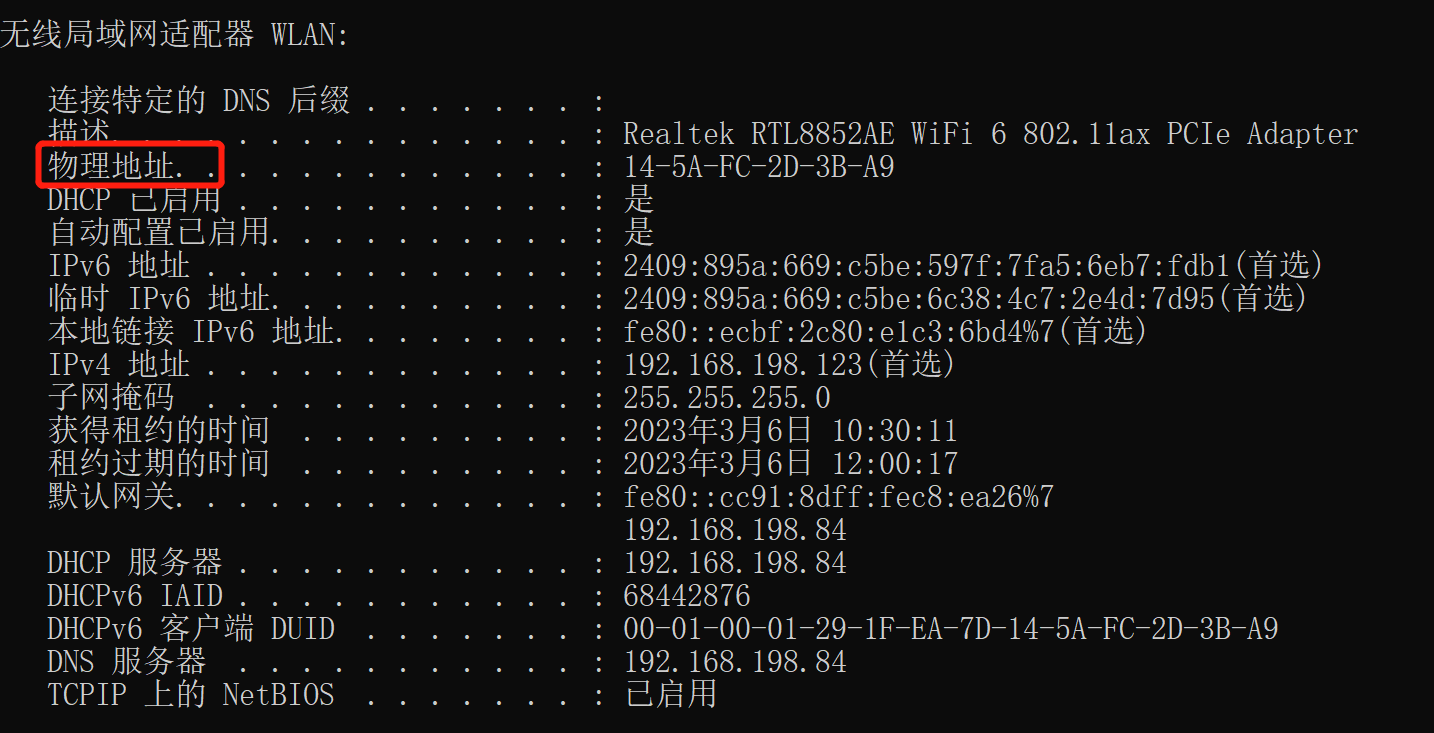 无线局域网适配器 WLAN:
连接特定的 DNS 后缀 . . . . . . . :
描述. . . . . . . . . . . . . . . : Realtek RTL8852AE WiFi 6 802.11ax PCIe Adapter
物理地址. . . . . . . . . . . . . : 14-5A-FC-2D-3B-A9
DHCP 已启用 . . . . . . . . . . . : 是
自动配置已启用. . . . . . . . . . : 是
IPv6 地址 . . . . . . . . . . . . : 2409:895a:669:c5be:597f:7fa5:6eb7:fdb1(首选)
临时 IPv6 地址. . . . . . . . . . : 2409:895a:669:c5be:6c38:4c7:2e4d:7d95(首选)
本地链接 IPv6 地址. . . . . . . . : fe80::ecbf:2c80:e1c3:6bd4%7(首选)
IPv4 地址 . . . . . . . . . . . . : 192.168.198.123(首选)
子网掩码  . . . . . . . . . . . . : 255.255.255.0
获得租约的时间  . . . . . . . . . : 2023年3月6日 10:30:11
租约过期的时间  . . . . . . . . . : 2023年3月6日 12:00:17
默认网关. . . . . . . . . . . . . : fe80::cc91:8dff:fec8:ea26%7
192.168.198.84
DHCP 服务器 . . . . . . . . . . . : 192.168.198.84
DHCPv6 IAID . . . . . . . . . . . : 68442876
DHCPv6 客户端 DUID  . . . . . . . : 00-01-00-01-29-1F-EA-7D-14-5A-FC-2D-3B-A9
DNS 服务器  . . . . . . . . . . . : 192.168.198.84
TCPIP 上的 NetBIOS  . . . . . . . : 已启用